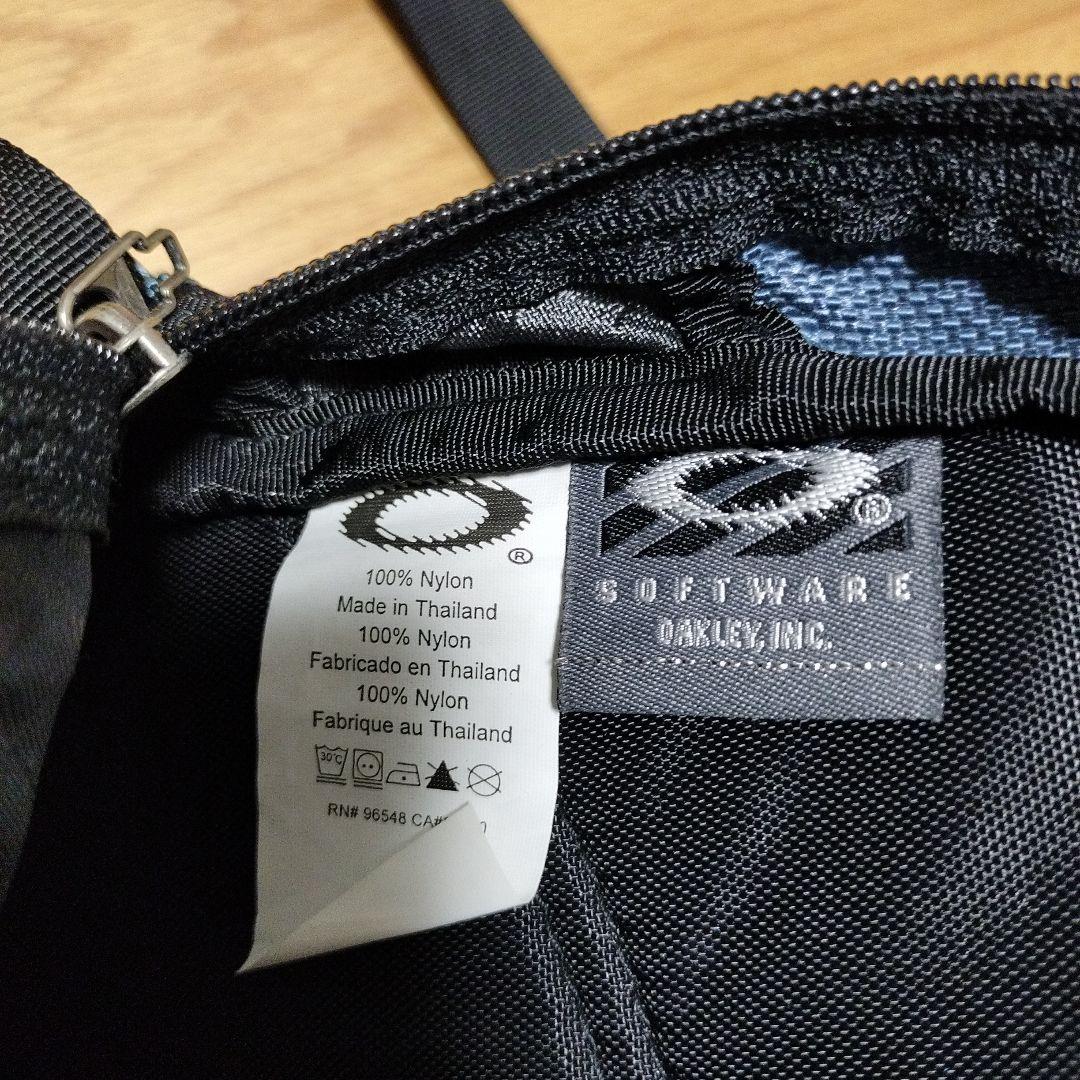 ®
100% Nylon
Made in Thailand
100% Nylon
Fabricado en Thailand
100% Nylon
Fabrique au Thailand
30°C
RN# 96548
®
SOFTWARE
OAKLEY, INC.